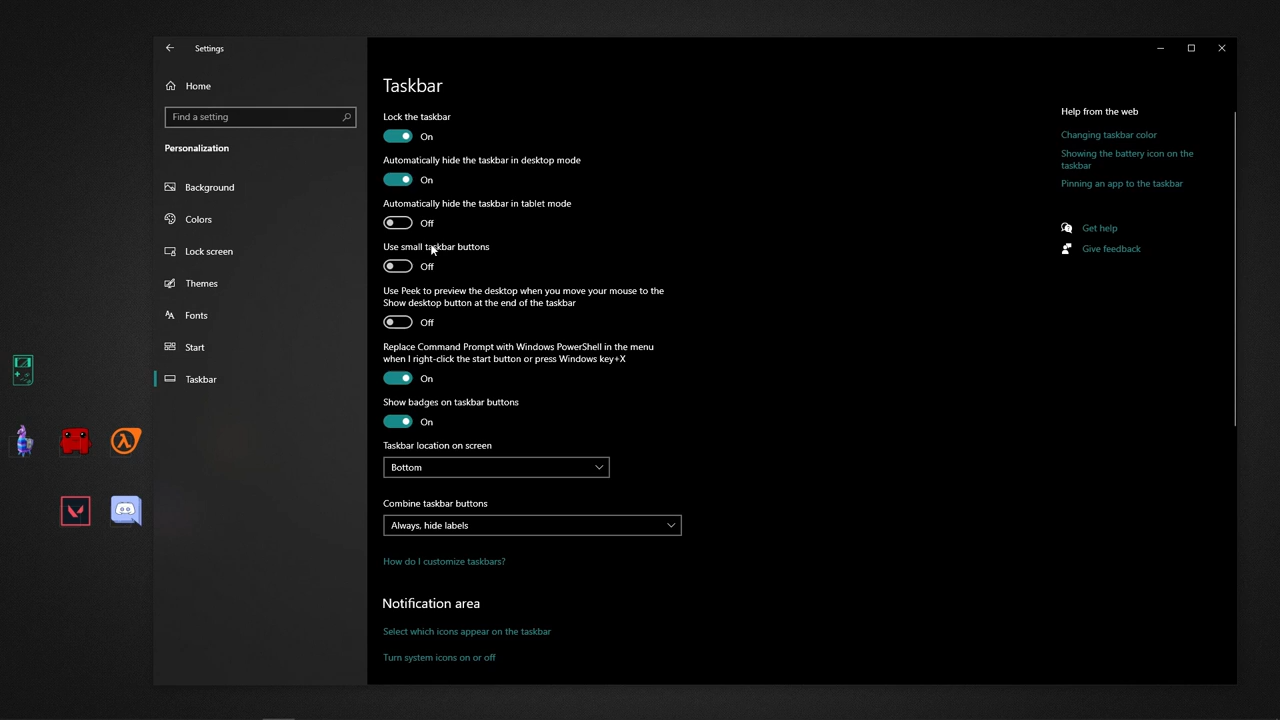 Settings
Home
Find a setting
Personalization
Background
Colors
Lock screen
Themes
Fonts
Start
Taskbar
Taskbar
Lock the taskbar
On
Automatically hide the taskbar in desktop mode
On
Automatically hide the taskbar in tablet mode
Off
Use small taskbar buttons
Off
Use Peek to preview the desktop when you move your mouse to the
Show desktop button at the end of the taskbar
Off
Replace Command Prompt with Windows PowerShell in the menu
when I right-click the start button or press Windows key+X
On
Show badges on taskbar buttons
On
Taskbar location on screen
Bottom
Combine taskbar buttons
Always, hide labels
How do I customize taskbars?
Notification area
Select which icons appear on the taskbar
Turn system icons on or off
Help from the web
Changing taskbar color
Showing the battery icon on the
taskbar
Pinning an app to the taskbar
Get help
Give feedback